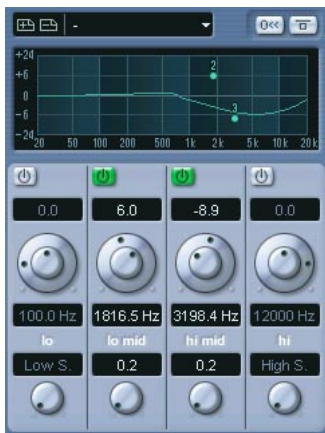 -
0<<
+24
+6
0
-6
-24
2
3
20 50 100 200 500 1k 2k 5k 10k 20k
0.0 6.0 -8.9 0.0
100.0 Hz 1816.5 Hz 3198.4 Hz 12000 Hz
lo lo mid hi mid hi
Low S. 0.2 0.2 High S.